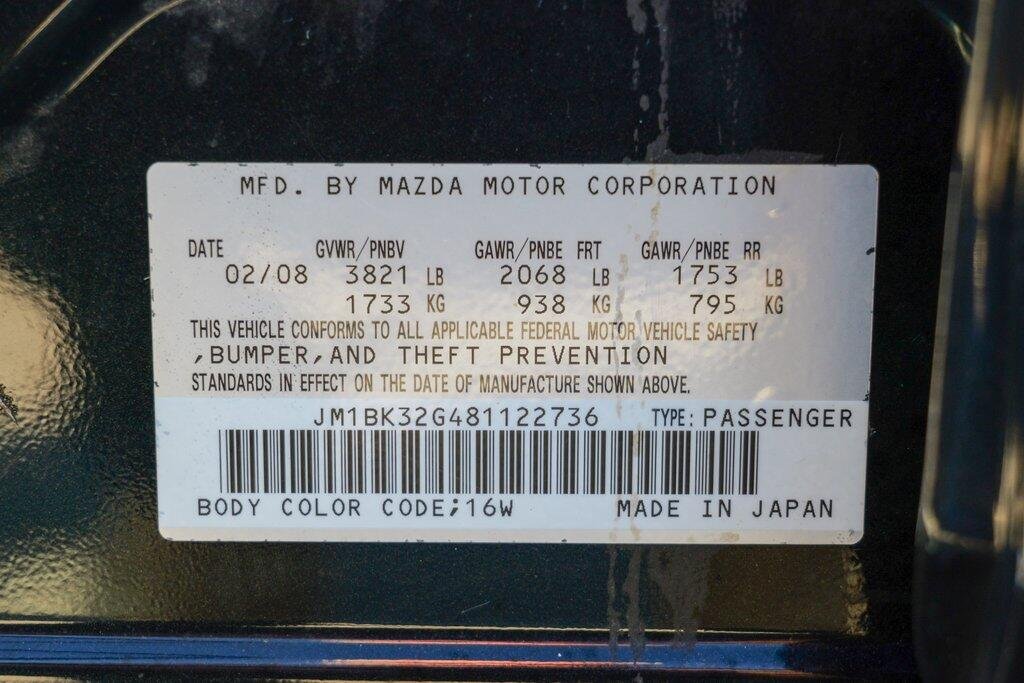 MFD. BY MAZDA MOTOR CORPORATION
DATE GVWR/PNBV GAWR/PNBE FRT GAWR/PNBE RR
02/08 3821 LB 2068 LB 1753 LB
1733 KG 938 KG 795 KG
THIS VEHICLE CONFORMS TO ALL APPLICABLE FEDERAL MOTOR VEHICLE SAFETY
,BUMPER,AND THEFT PREVENTION
STANDARDS IN EFFECT ON THE DATE OF MANUFACTURE SHOWN ABOVE.
JM1BK32G481122736 TYPE: PASSENGER
BODY COLOR CODE;16W MADE IN JAPAN